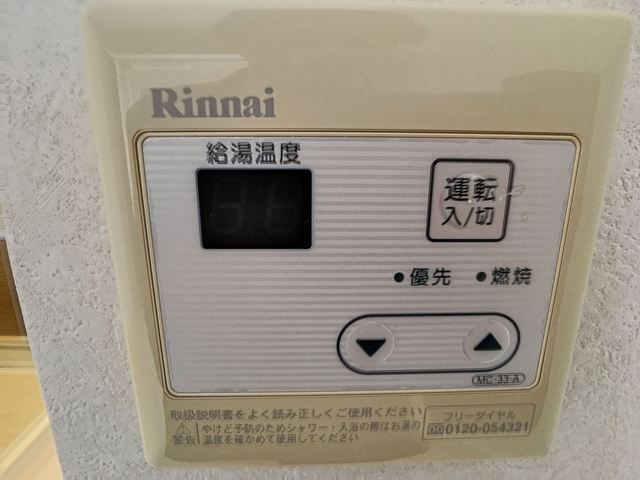 Rinnai
給湯温度
運転
入/切
優先
燃焼
MC-33-A
取扱説明書をよく読み正しくご使用ください
警告
やけど予防のためシャワー・入浴の際はお湯の
温度を確かめて使用してください
フリーダイヤル
0120-054321